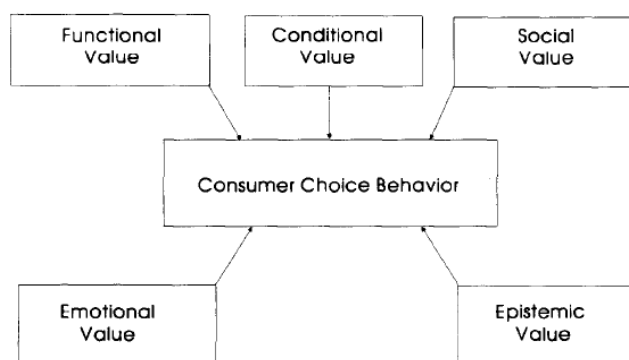 Functional
Value
Conditional
Value
Social
Value
Consumer Choice Behavior
Emotional
Value
Epistemic
Value